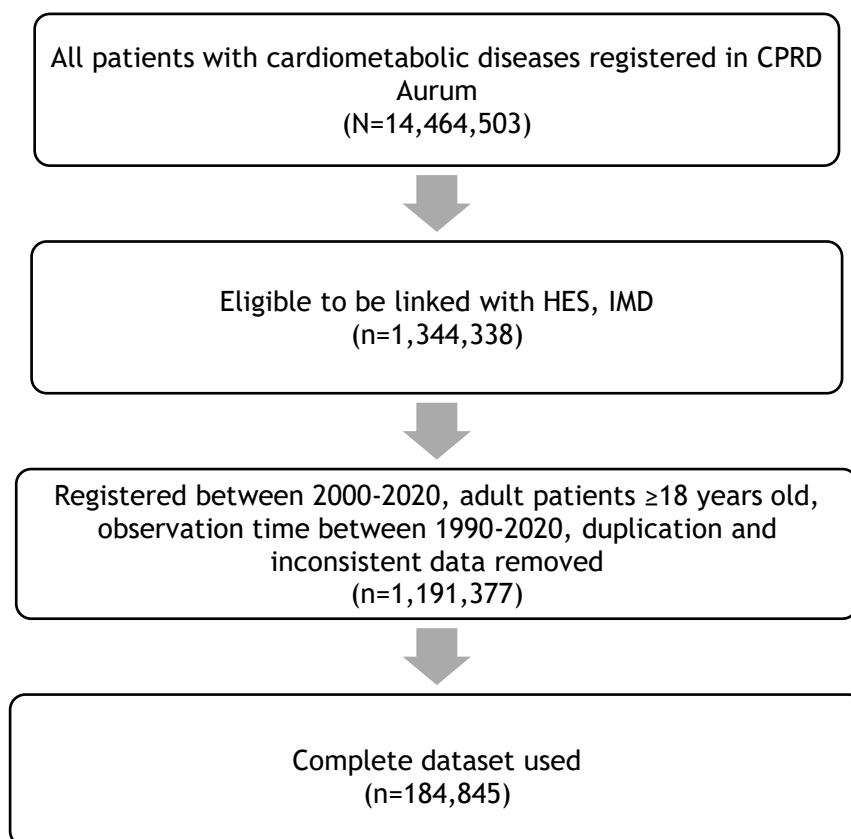 All patients with cardiometabolic diseases registered in CPRD
Aurum
(N=14,464,503)
Eligible to be linked with HES, IMD
(n=1,344,338)
Registered between 2000-2020, adult patients ≥18 years old,
observation time between 1990-2020, duplication and
inconsistent data removed
(n=1,191,377)
Complete dataset used
(n=184,845)